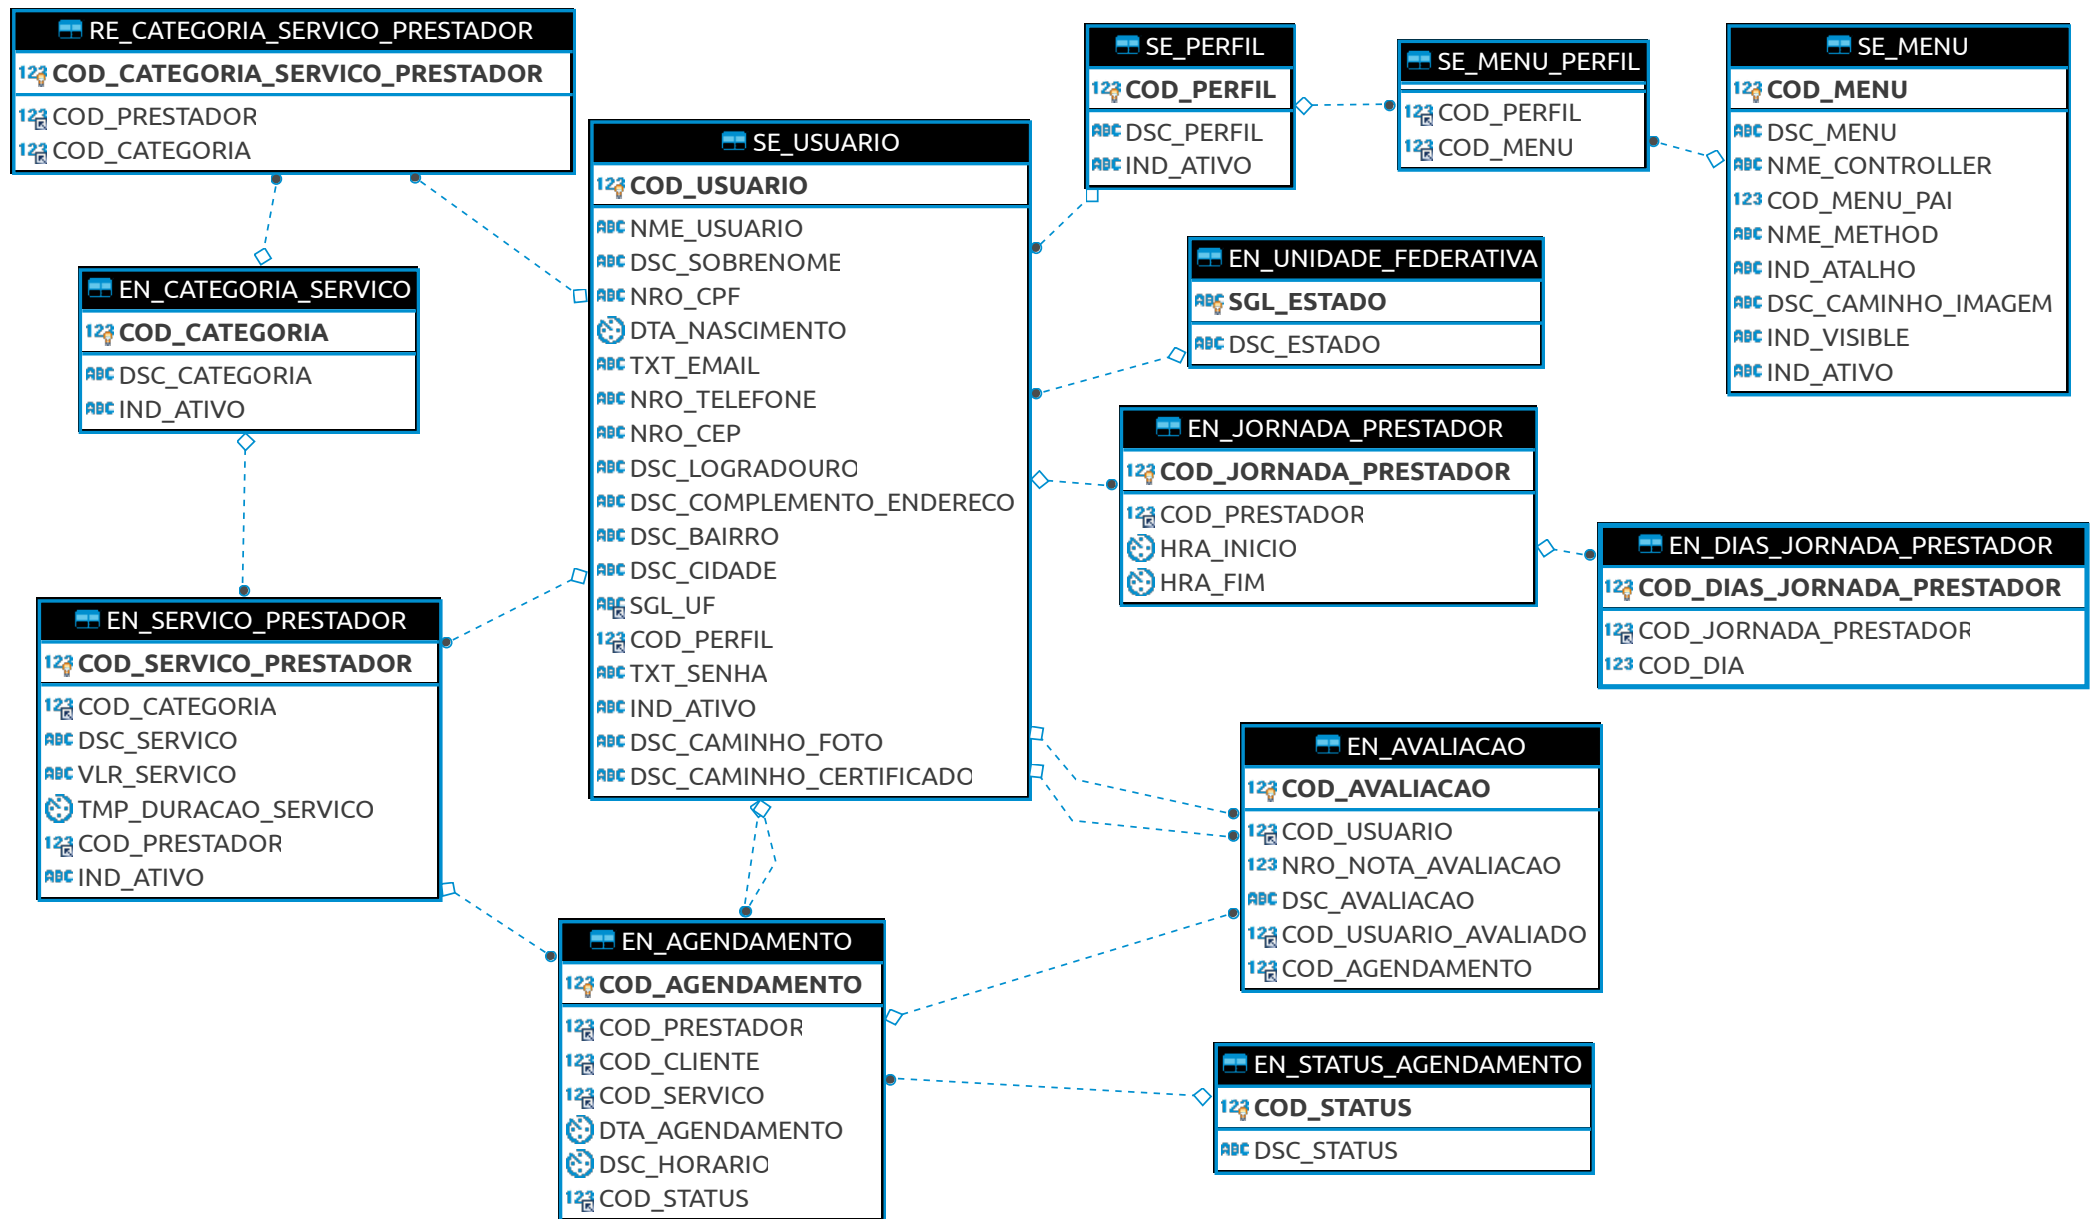 RE_CATEGORIA_SERVICO_PRESTADOR
COD_CATEGORIA_SERVICO_PRESTADOR
COD_PRESTADOR
COD_CATEGORIA
EN_CATEGORIA_SERVICO
COD_CATEGORIA
DSC_CATEGORIA
IND_ATIVO
EN_SERVICO_PRESTADOR
COD_SERVICO_PRESTADOR
COD_CATEGORIA
DSC_SERVICO
VLR_SERVICO
TMP_DURACAO_SERVICO
COD_PRESTADOR
IND_ATIVO
SE_USUARIO
COD_USUARIO
NME_USUARIO
DSC_SOBRENOME
NRO_CPF
DTA_NASCIMENTO
TXT_EMAIL
NRO_TELEFONE
NRO_CEP
DSC_LOGRADOURO
DSC_COMPLEMENTO_ENDERECO
DSC_BAIRRO
DSC_CIDADE
SGL_UF
COD_PERFIL
TXT_SENHA
IND_ATIVO
DSC_CAMINHO_FOTO
DSC_CAMINHO_CERTIFICADO
EN_AGENDAMENTO
COD_AGENDAMENTO
COD_PRESTADOR
COD_CLIENTE
COD_SERVICO
DTA_AGENDAMENTO
DSC_HORARIO
COD_STATUS
SE_PERFIL
COD_PERFIL
DSC_PERFIL
IND_ATIVO
SE_MENU_PERFIL
COD_PERFIL
COD_MENU
SE_MENU
COD_MENU
DSC_MENU
NME_CONTROLLER
COD_MENU_PAI
NME_METHOD
IND_ATALHO
DSC_CAMINHO_IMAGEM
IND_VISIBLE
IND_ATIVO
EN_UNIDADE_FEDERATIVA
SGL_ESTADO
DSC_ESTADO
EN_JORNADA_PRESTADOR
COD_JORNADA_PRESTADOR
COD_PRESTADOR
HRA_INICIO
HRA_FIM
EN_DIAS_JORNADA_PRESTADOR
COD_DIAS_JORNADA_PRESTADOR
COD_JORNADA_PRESTADOR
COD_DIA
EN_AVALIACAO
COD_AVALIACAO
COD_USUARIO
NRO_NOTA_AVALIACAO
DSC_AVALIACAO
COD_USUARIO_AVALIADO
COD_AGENDAMENTO
EN_STATUS_AGENDAMENTO
COD_STATUS
DSC_STATUS